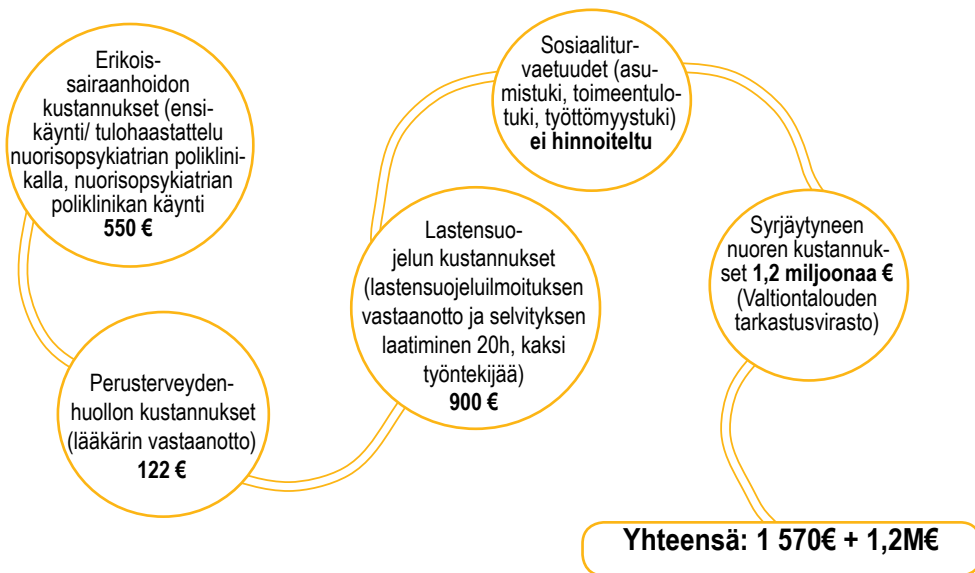 Erikois-
sairaanhoidon
kustannukset (ensi-
käynti/ tulohaastattelu
nuorisopsykiatrian poliklini-
kalla, nuorisopsykiatrian
poliklinikan käynti
550 €
Perusterveyden-
huollon kustannukset
(lääkärin vastaanotto)
122 €
Lastensuo-
jelun kustannukset
(lastensuojeluilmoituksen
vastaanotto ja selvityksen
laatiminen 20h, kaksi
työntekijää)
900 €
Sosiaalitur-
vaetuudet (asu-
mistuki, toimeentulo-
tuki, työttömyystuki)
ei hinnoiteltu
Syrjäytyneen
nuoren kustannuk-
set 1,2 miljoonaa €
(Valtiontalouden
tarkastusvirasto)
Yhteensä: 1 570€ + 1,2M€